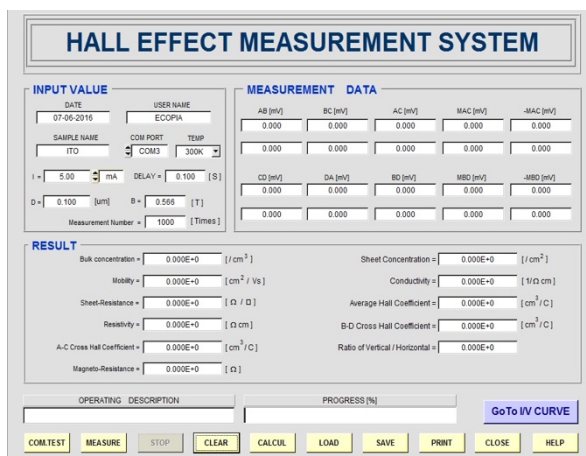 HALL EFFECT MEASUREMENT SYSTEM
INPUT VALUE
DATE USER NAME
07-06-2016 ECOPIA
SAMPLE NAME COM PORT TEMP
ITO COM3 300K
I = 5.00 mA DELAY = 0.100 [S]
D = 0.100 [um] B = 0.566 [T]
Measurement Number = 1000 [Times]
MEASUREMENT DATA
AB [mV] BC [mV] AC [mV] MAC [mV] -MAC [mV]
0.000 0.000 0.000 0.000 0.000
0.000 0.000 0.000 0.000 0.000
CD [mV] DA [mV] BD [mV] MBD [mV] -MBD [mV]
0.000 0.000 0.000 0.000 0.000
0.000 0.000 0.000 0.000 0.000
RESULT
Bulk concentration = 0.000E+0 [/ cm³]
Sheet Concentration = 0.000E+0 [/ cm²]
Mobility = 0.000E+0 [cm² / Vs]
Conductivity = 0.000E+0 [1/Ω cm]
Sheet-Resistance = 0.000E+0 [Ω / □]
Average Hall Coefficient = 0.000E+0 [cm³/C]
Resistivity = 0.000E+0 [Ω cm]
B-D Cross Hall Coefficient = 0.000E+0 [cm³/C]
A-C Cross Hall Coefficient = 0.000E+0 [cm³/C]
Ratio of Vertical / Horizontal = 0.000E+0
Magneto-Resistance = 0.000E+0 [Ω]
OPERATING DESCRIPTION PROGRESS [%]
GoTo I/V CURVE
COM.TEST MEASURE STOP CLEAR CALCUL LOAD SAVE PRINT CLOSE HELP